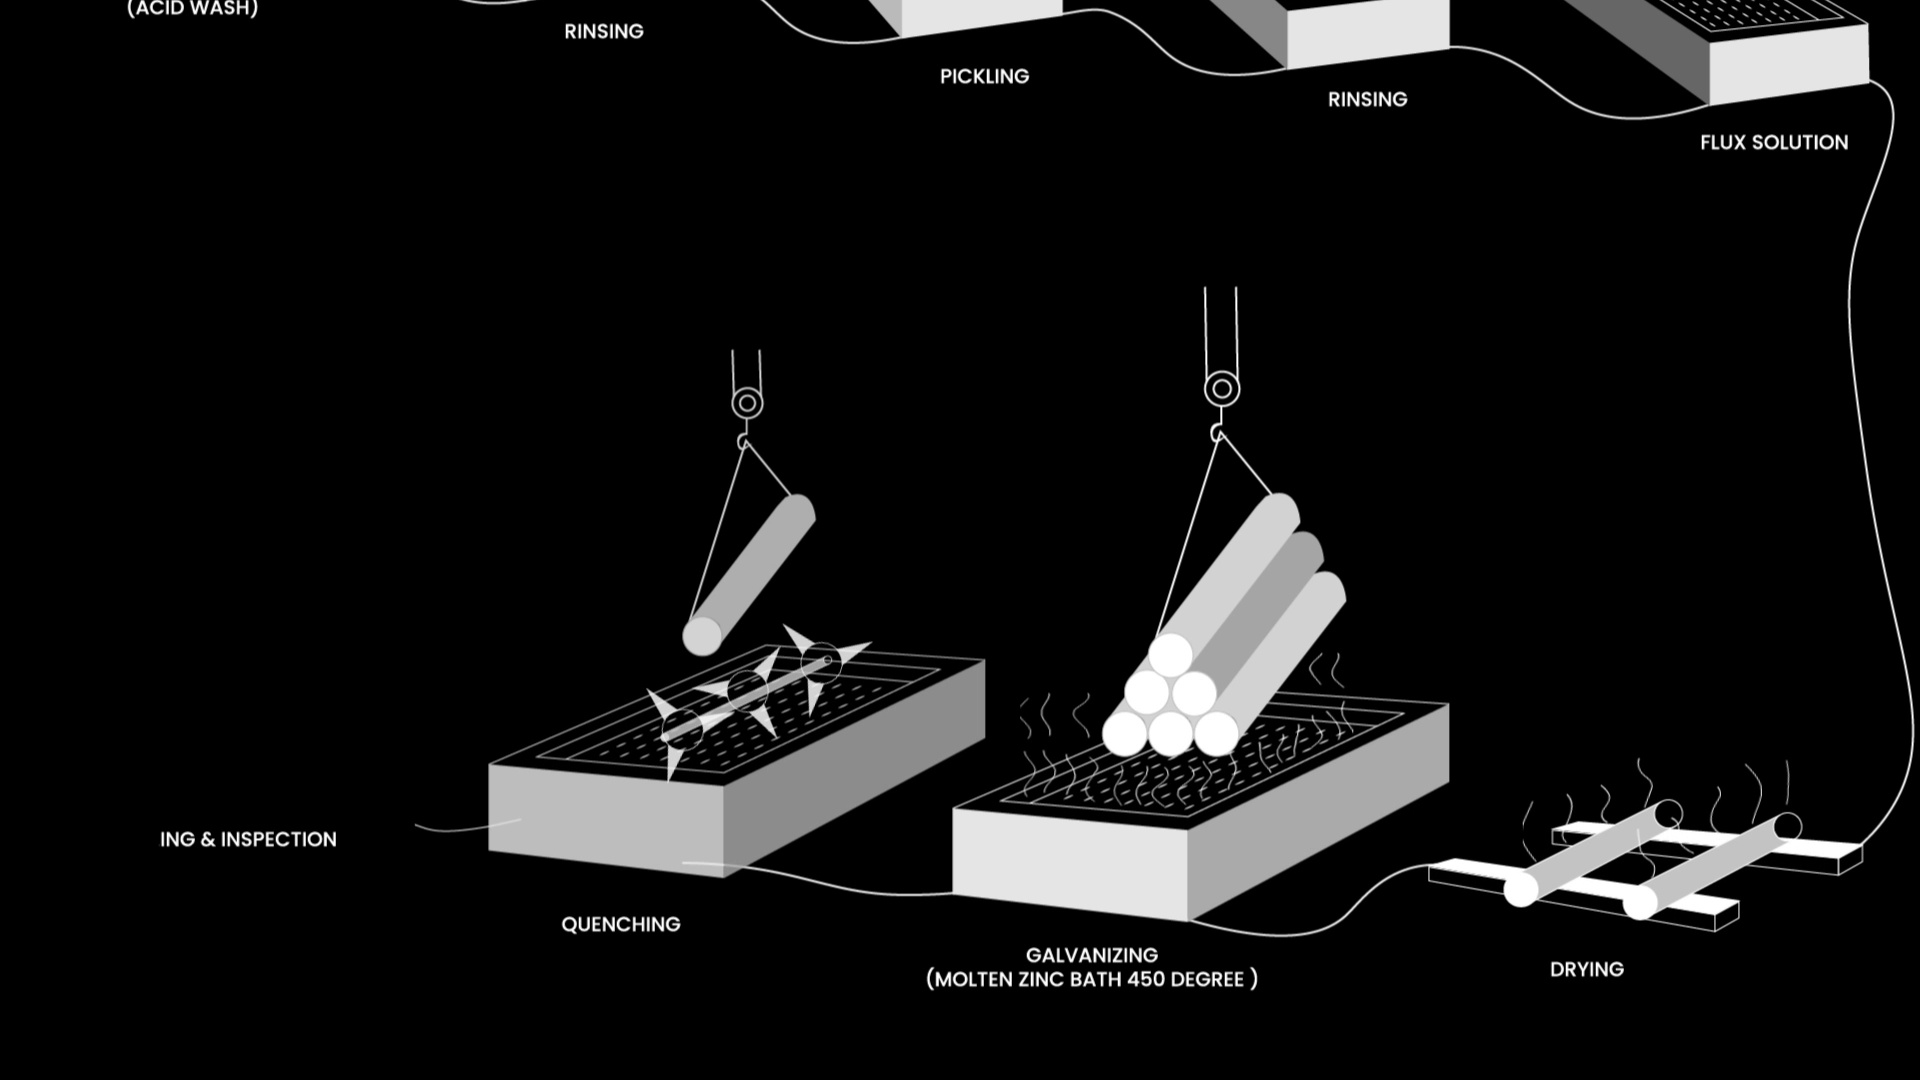 (ACID WASH)
RINSING
PICKLING
RINSING
FLUX SOLUTION
ING & INSPECTION
QUENCHING
GALVANIZING
(MOLTEN ZINC BATH 450 DEGREE )
DRYING